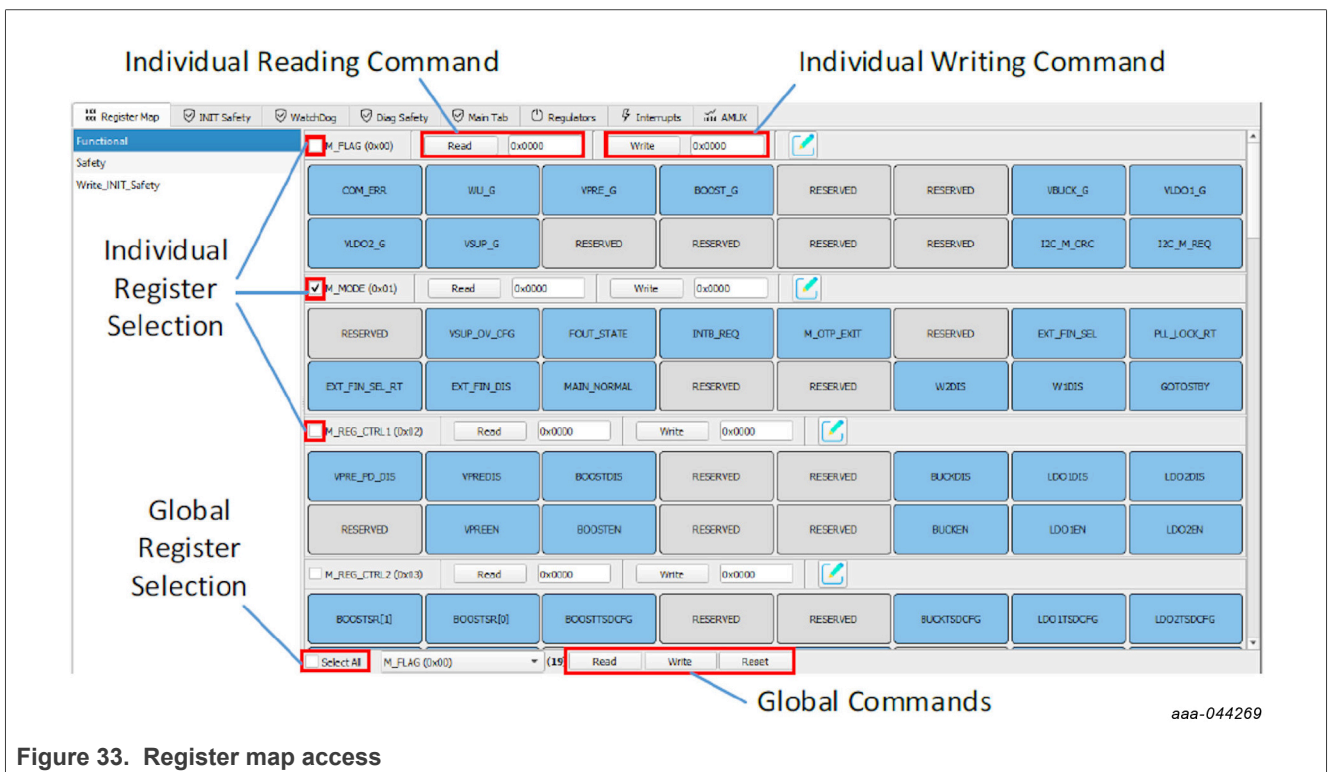 Individual Reading Command Individual Writing Command
Register Map INIT Safety WatchDog Diag Safety Main Tab Regulators Interrupts AMUX
Functional
Safety
Write_INIT_Safety
M_FLAG (0x00) Read 0x0000 Write 0x0000
COM_ERR WU_G VPRE_G BOOST_G RESERVED RESERVED VBUCK_G VLDO1_G
VLDO2_G VSUP_G RESERVED RESERVED RESERVED RESERVED I2C_M_CRC I2C_M_REQ
Individual
Register
Selection
M_MODE (0x01) Read 0x0000 Write 0x0000
RESERVED VSUP_OV_CFG FOUT_STATE INTB_REQ M_OTP_EXIT RESERVED EXT_FIN_SEL PLL_LOCK_RT
EXT_FIN_SEL_RT EXT_FIN_DIS MAIN_NORMAL RESERVED RESERVED W2DIS W1DIS GOTOSTBY
M_REG_CTRL1 (0x02) Read 0x0000 Write 0x0000
VPRE_PD_DIS VPREDIS BOOSTDIS RESERVED RESERVED BUCKDIS LDO1DIS LDO2DIS
RESERVED VPREEN BOOSTEN RESERVED RESERVED BUCKEN LDO1EN LDO2EN
Global
Register
Selection
M_REG_CTRL2 (0x03) Read 0x0000 Write 0x0000
BOOSTSR[1] BOOSTSR[0] BOOSTTSDCFG RESERVED RESERVED BUCKTSDCFG LDO1TSDCFG LDO2TSDCFG
Select All M_FLAG (0x00) (19) Read Write Reset
Global Commands
aaa-044269
Figure 33. Register map access